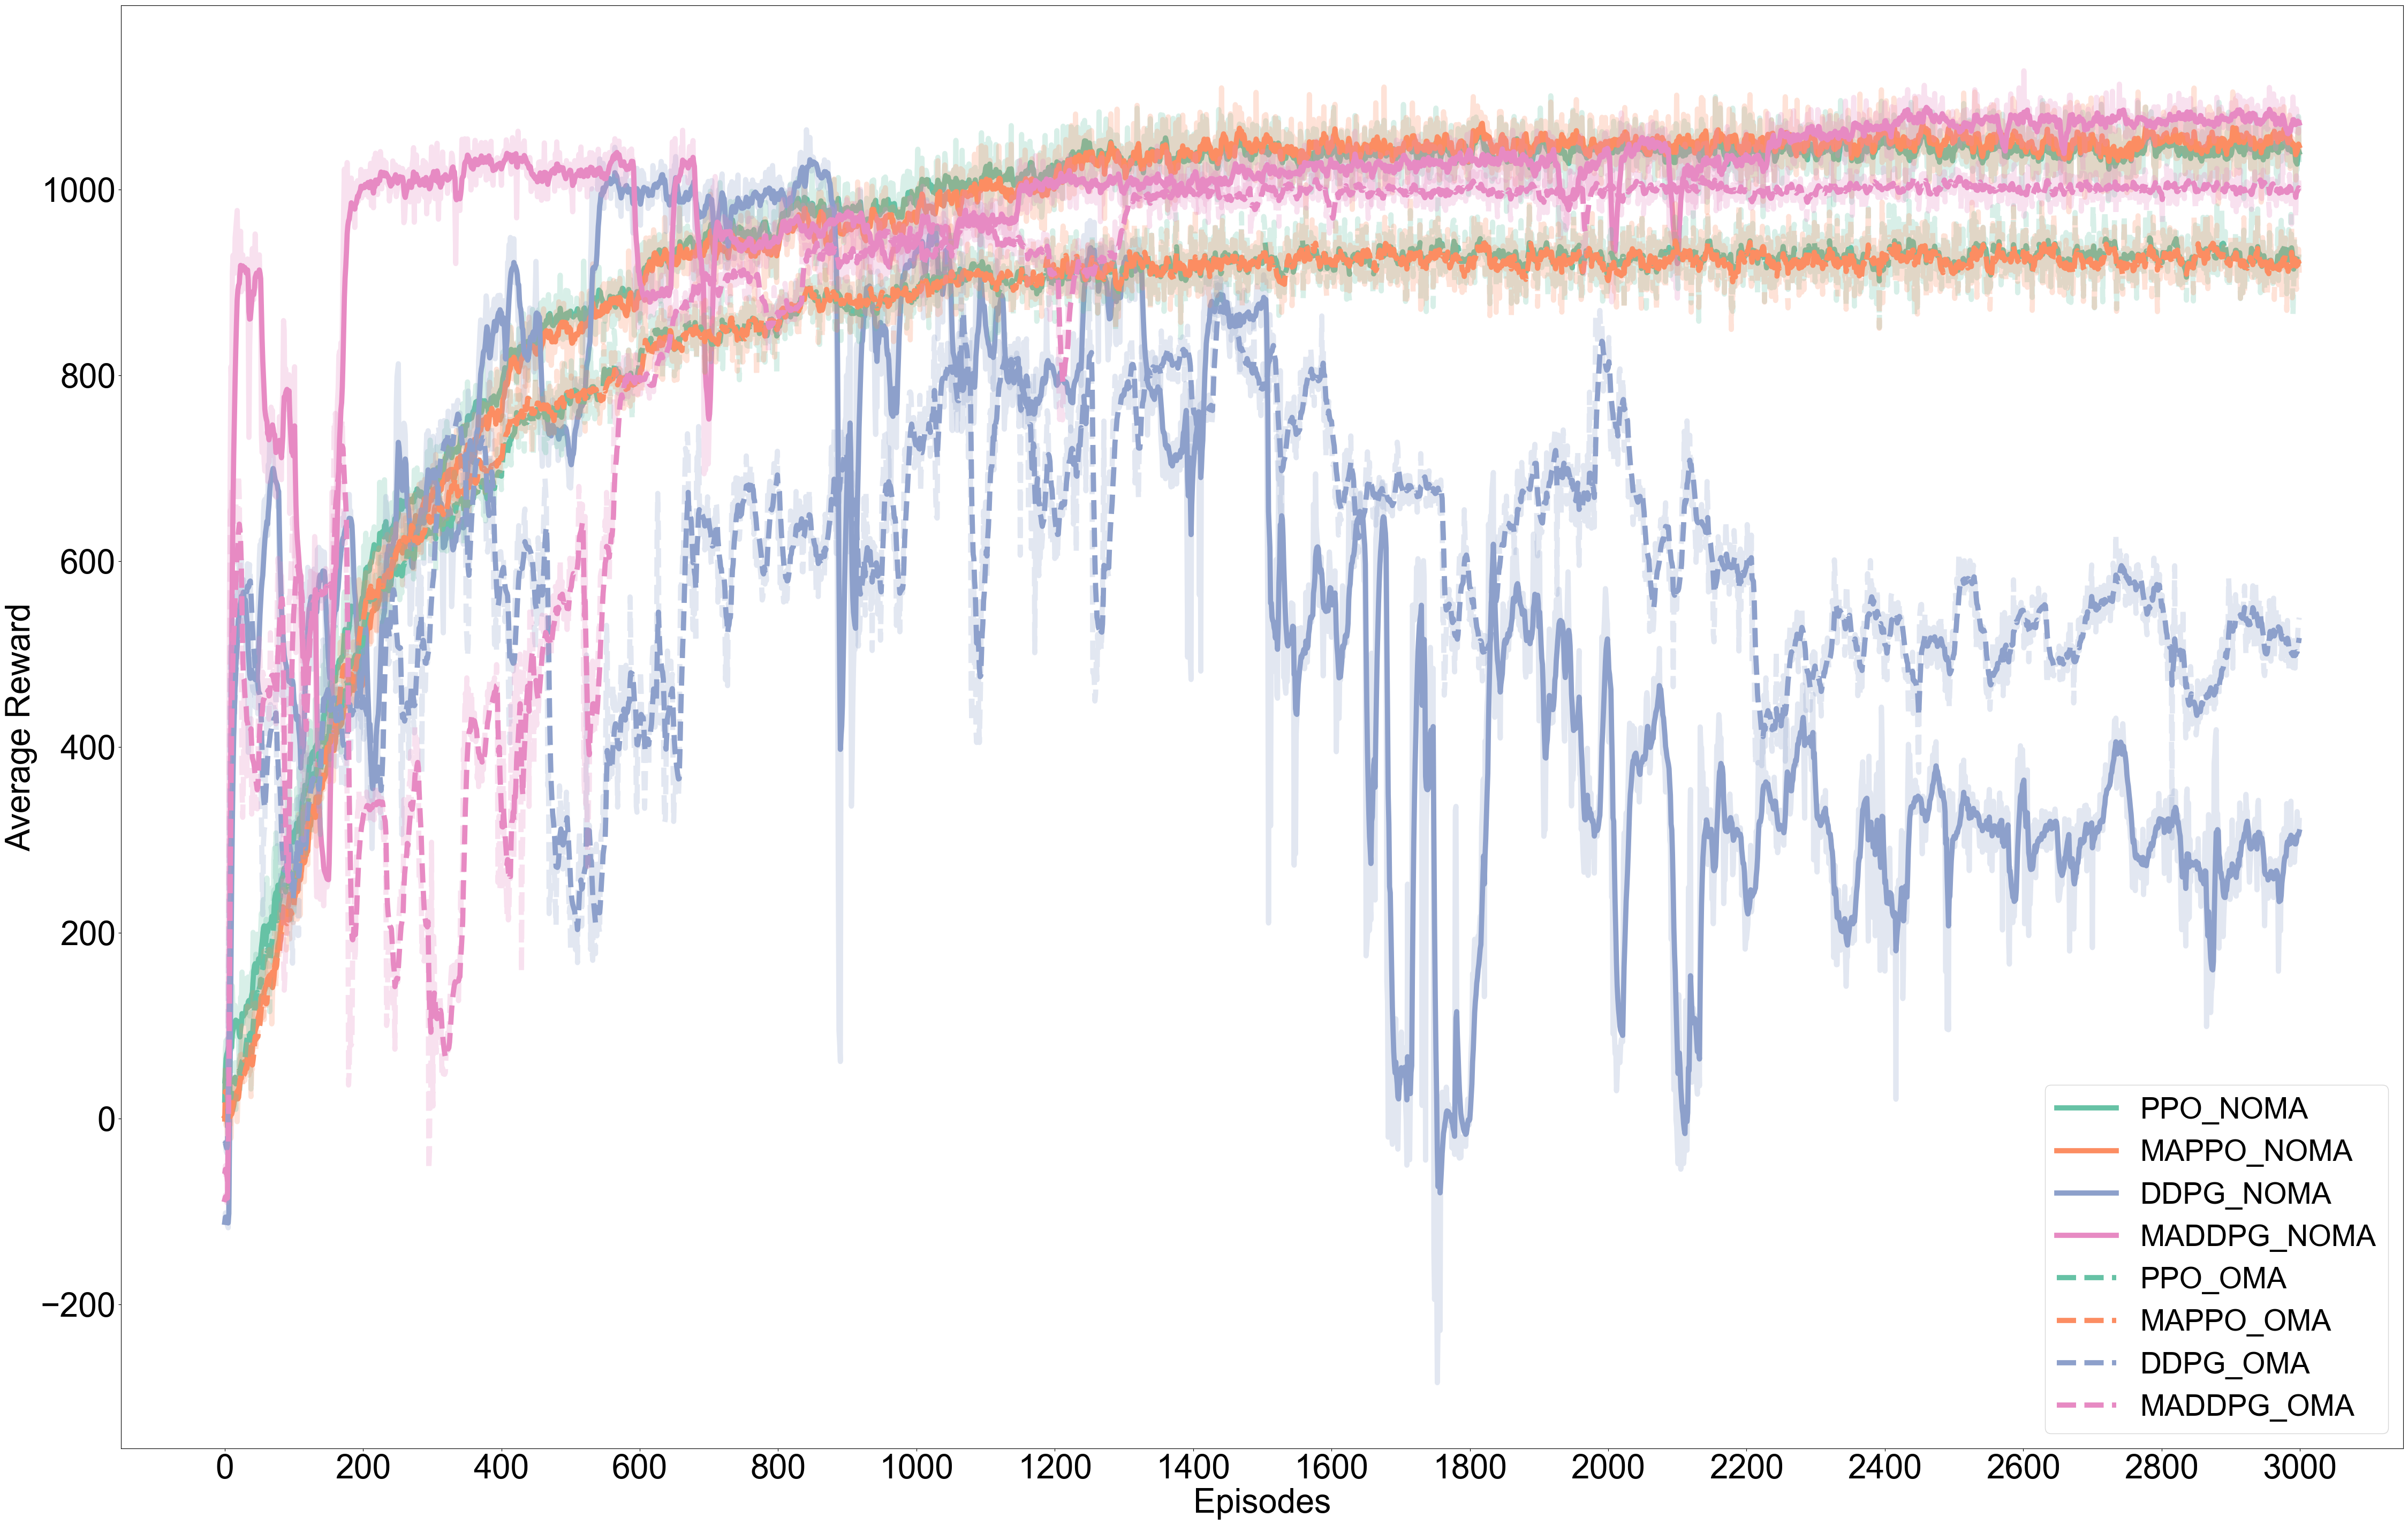 Average Reward
1000
800
600
400
200
0
−200
0 200 400 600 800 1000 1200 1400 1600 1800 2000 2200 2400 2600 2800 3000
Episodes
PPO_NOMA
MAPPO_NOMA
DDPG_NOMA
MADDPG_NOMA
PPO_OMA
MAPPO_OMA
DDPG_OMA
MADDPG_OMA